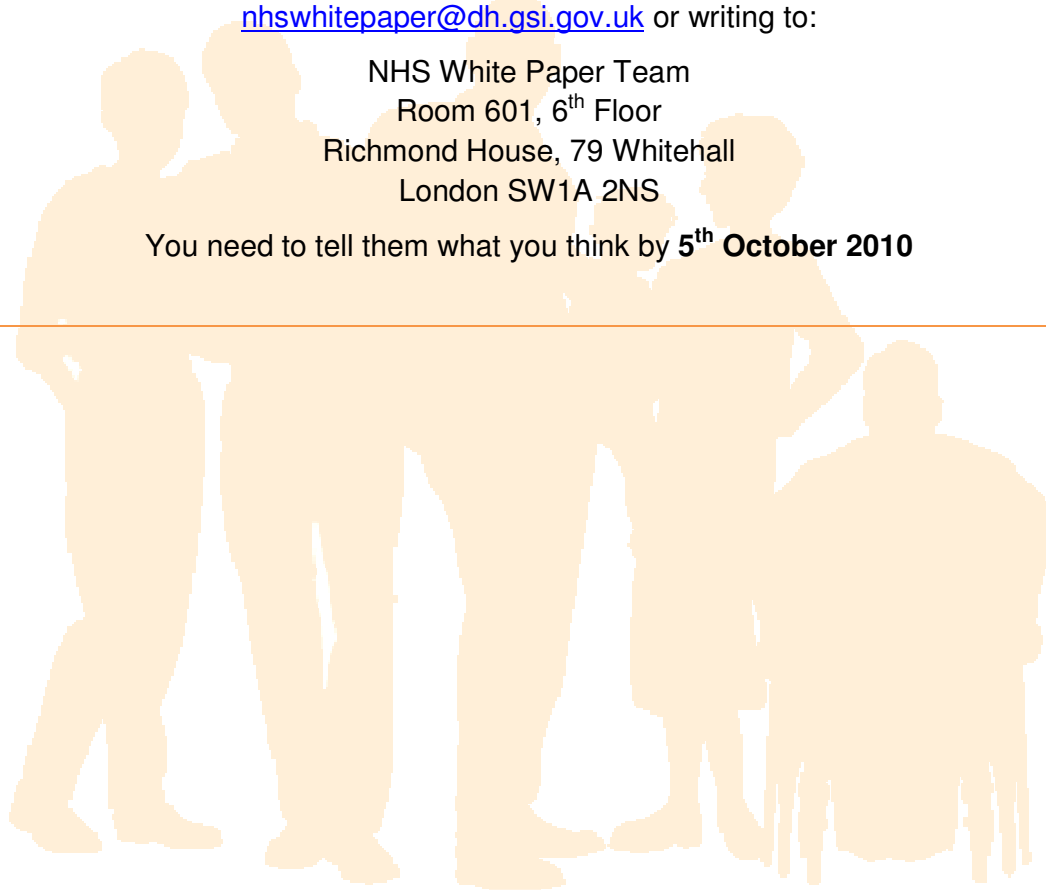 nhswhitepaper@dh.gsi.gov.uk or writing to:
NHS White Paper Team
Room 601, 6th Floor
Richmond House, 79 Whitehall
London SW1A 2NS
You need to tell them what you think by 5th October 2010